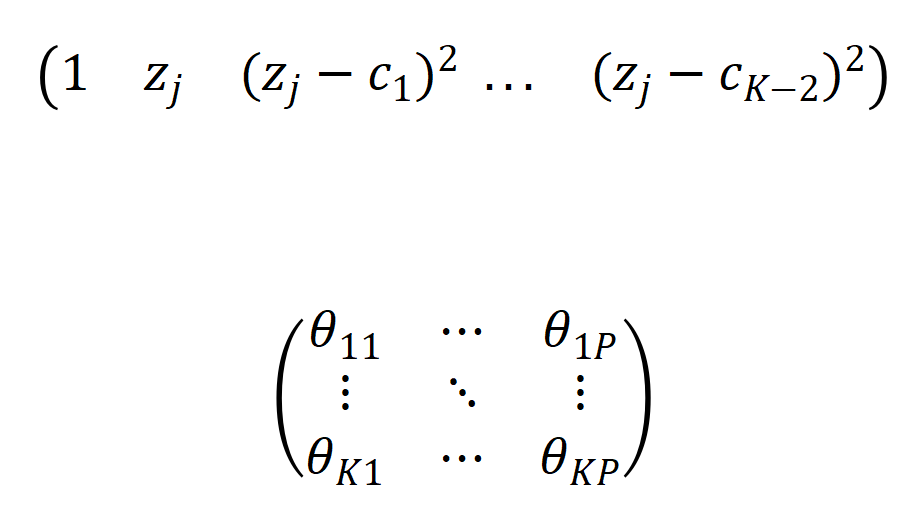 (1 z_j (z_j − c_1)^2 … (z_j − c_{K−2})^2)
θ_{11} ⋯ θ_{1P}
⋮ ⋱ ⋮
θ_{K1} ⋯ θ_{KP}